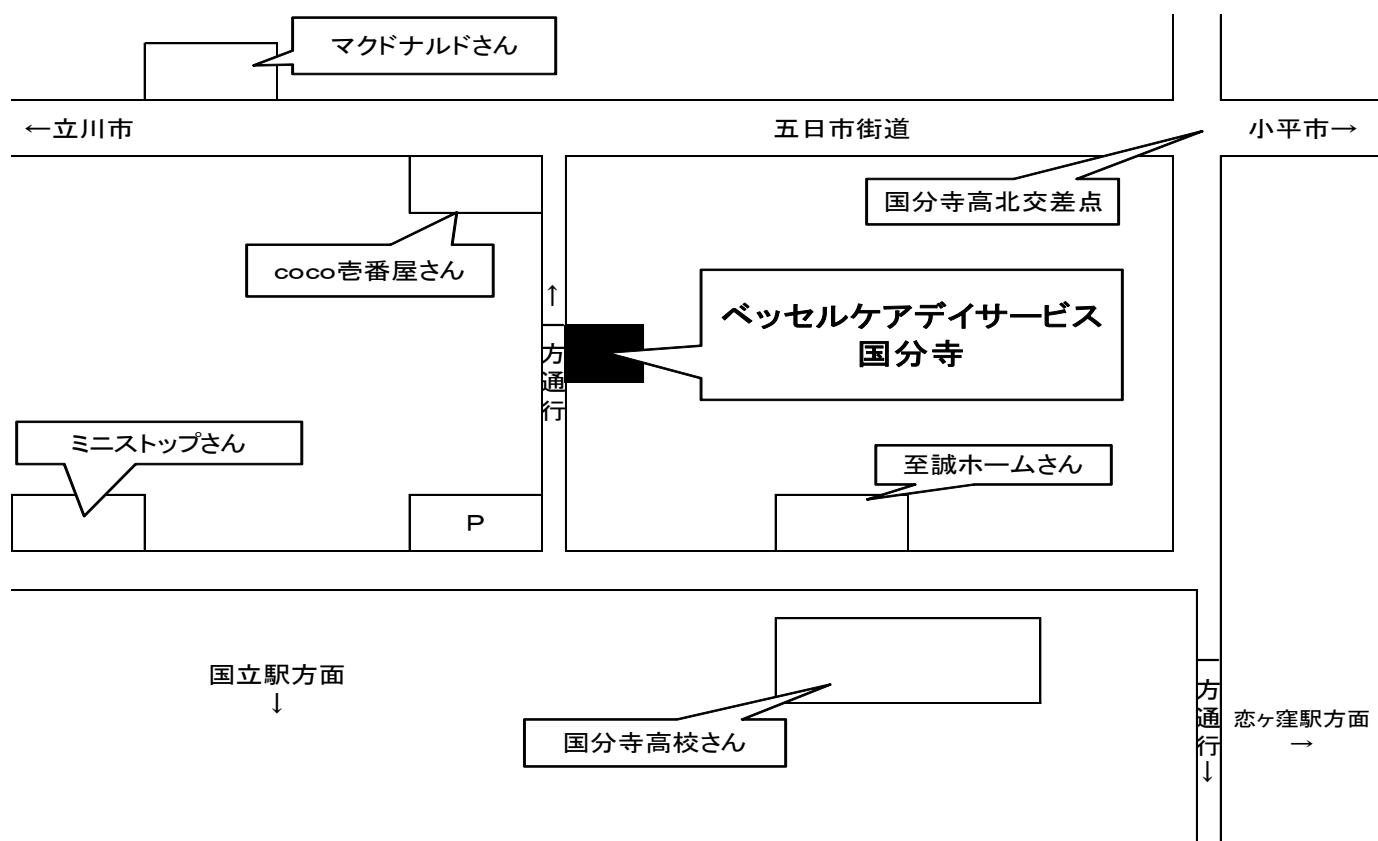 マクドナルドさん
←立川市
五日市街道
小平市→
国分寺高北交差点
coco壱番屋さん
↑
一方通行
ベッセルケアデイサービス
国分寺
ミニストップさん
至誠ホームさん
P
国立駅方面
↓
国分寺高校さん
一方通行↓
恋ヶ窪駅方面
→